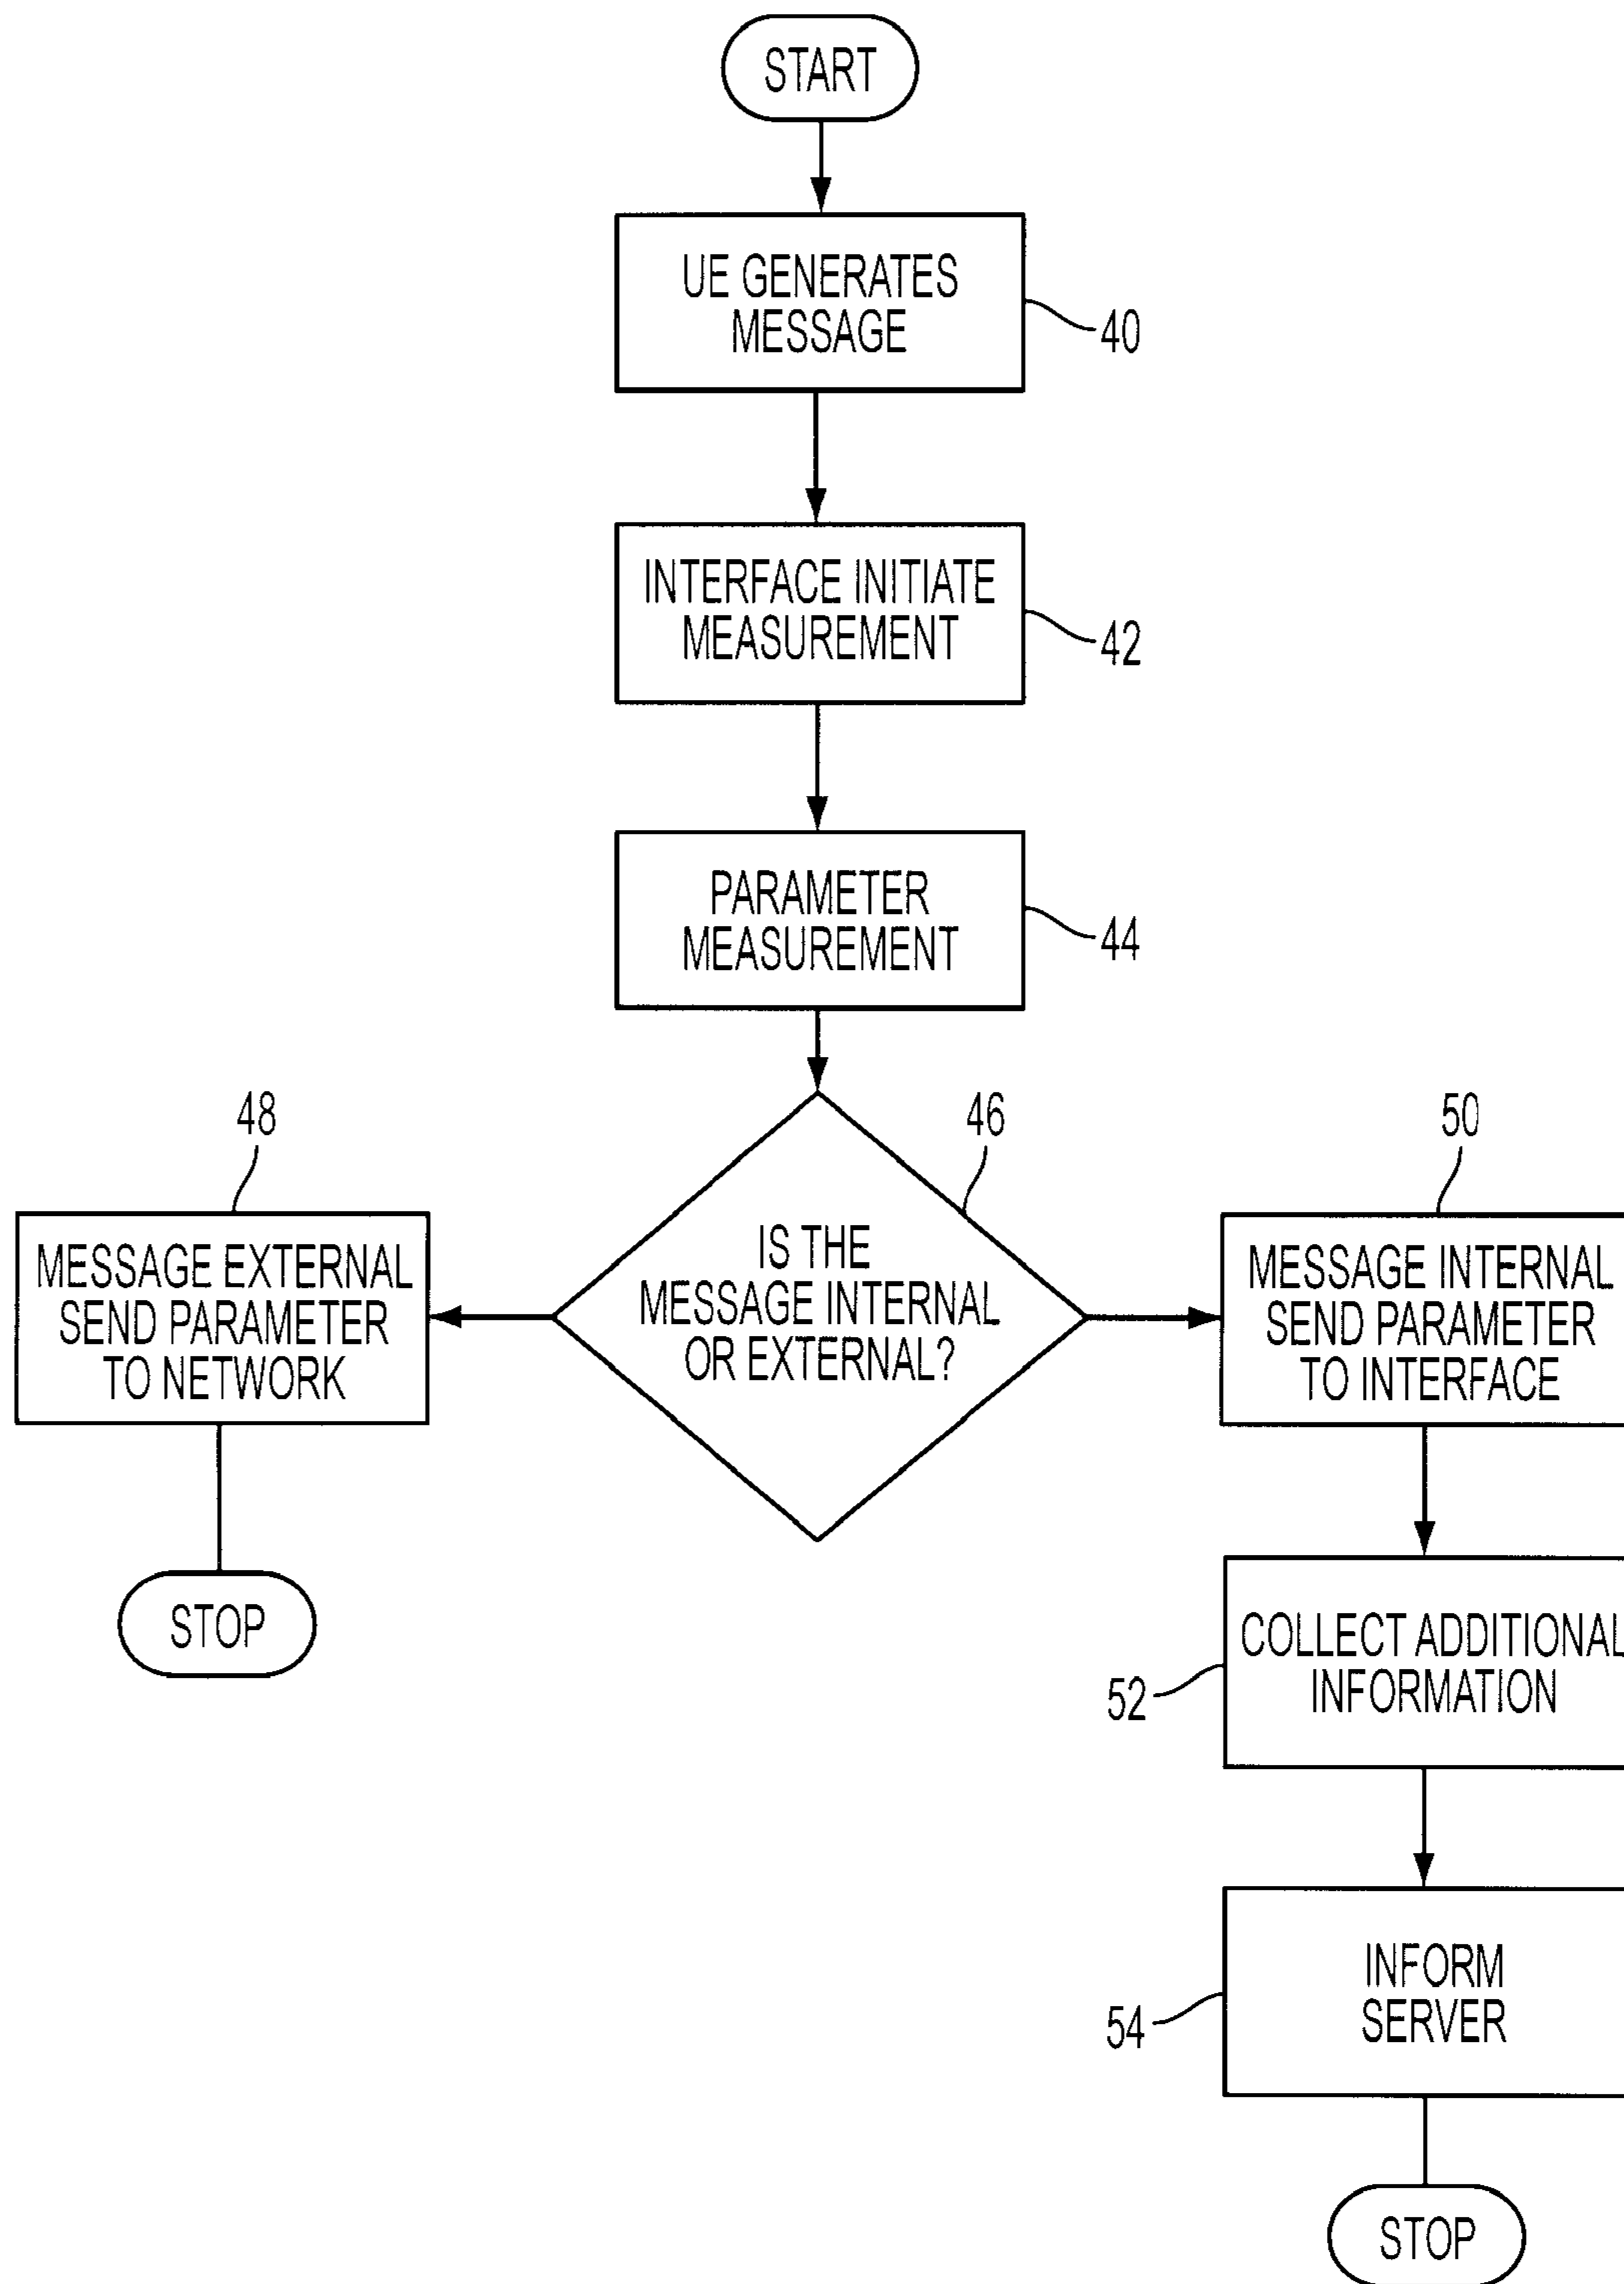 START
UE GENERATES
MESSAGE
40
INTERFACE INITIATE
MEASUREMENT
42
PARAMETER
MEASUREMENT
44
48
46
50
MESSAGE EXTERNAL
SEND PARAMETER
TO NETWORK
IS THE
MESSAGE INTERNAL
OR EXTERNAL?
MESSAGE INTERNAL
SEND PARAMETER
TO INTERFACE
STOP
COLLECT ADDITIONAL
INFORMATION
52
INFORM
SERVER
54
STOP